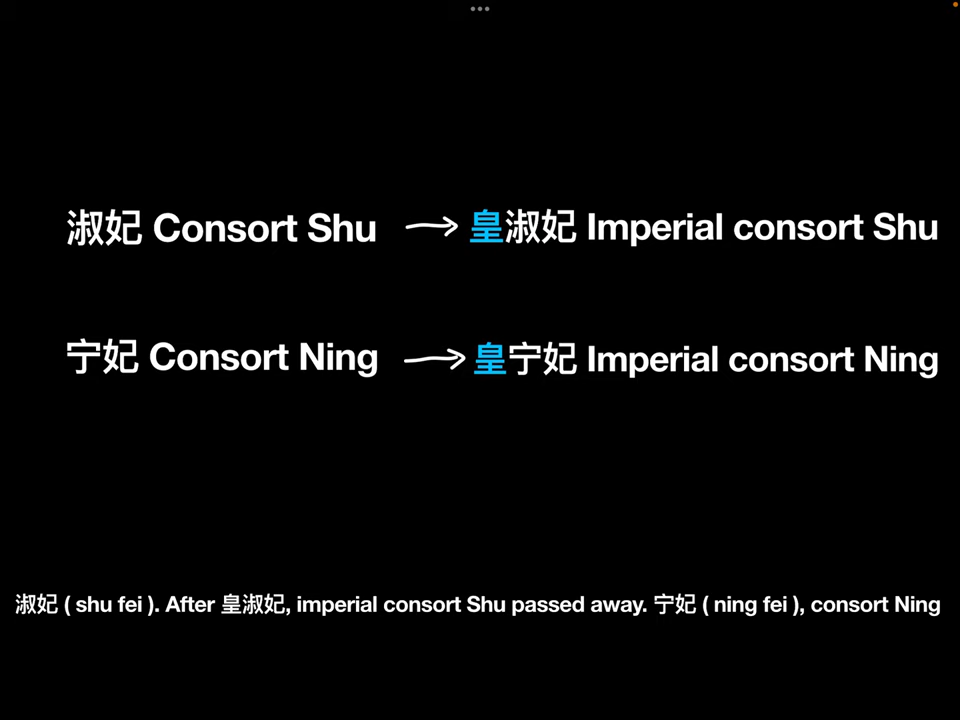 淑妃 Consort Shu → 皇淑妃 Imperial consort Shu
宁妃 Consort Ning → 皇宁妃 Imperial consort Ning
淑妃 ( shu fei ). After 皇淑妃, imperial consort Shu passed away. 宁妃 ( ning fei ), consort Ning